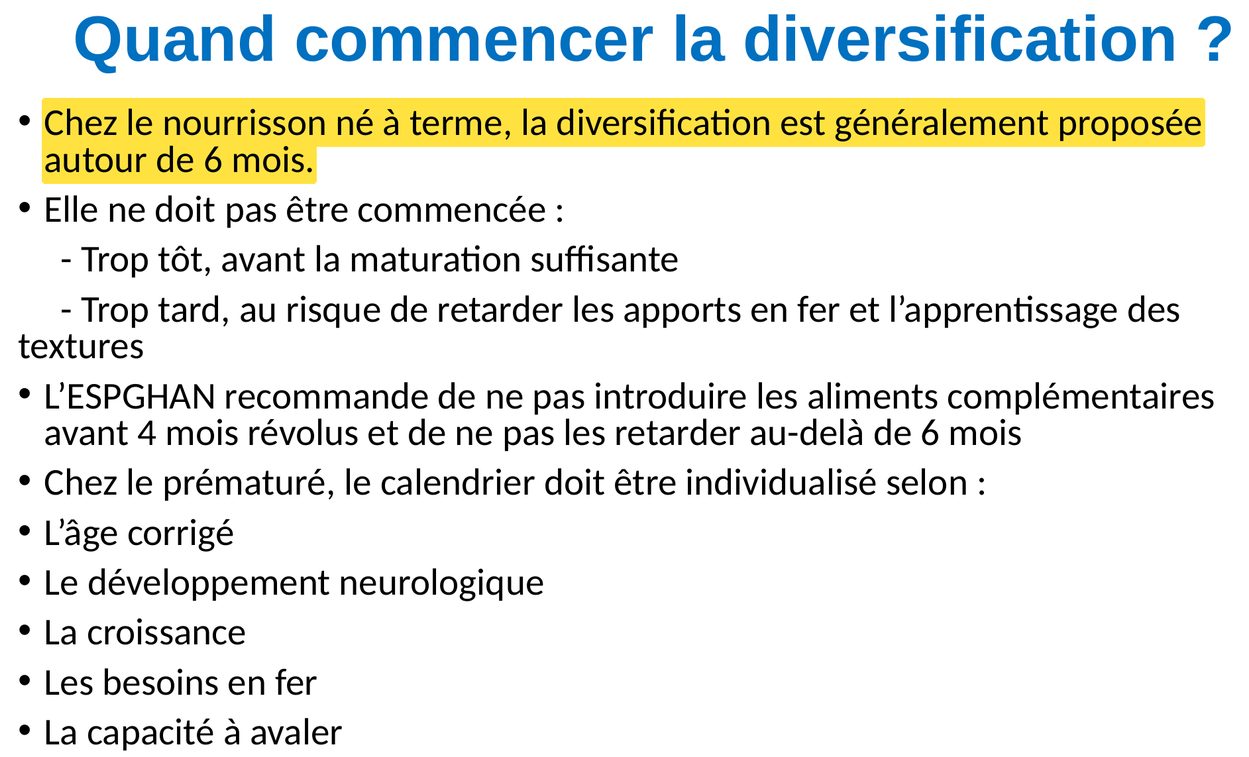 Quand commencer la diversification ?
• Chez le nourrisson né à terme, la diversification est généralement proposée
autour de 6 mois.
• Elle ne doit pas être commencée :
- Trop tôt, avant la maturation suffisante
- Trop tard, au risque de retarder les apports en fer et l’apprentissage des
textures
• L’ESPGHAN recommande de ne pas introduire les aliments complémentaires
avant 4 mois révolus et de ne pas les retarder au-delà de 6 mois
• Chez le prématuré, le calendrier doit être individualisé selon :
• L’âge corrigé
• Le développement neurologique
• La croissance
• Les besoins en fer
• La capacité à avaler